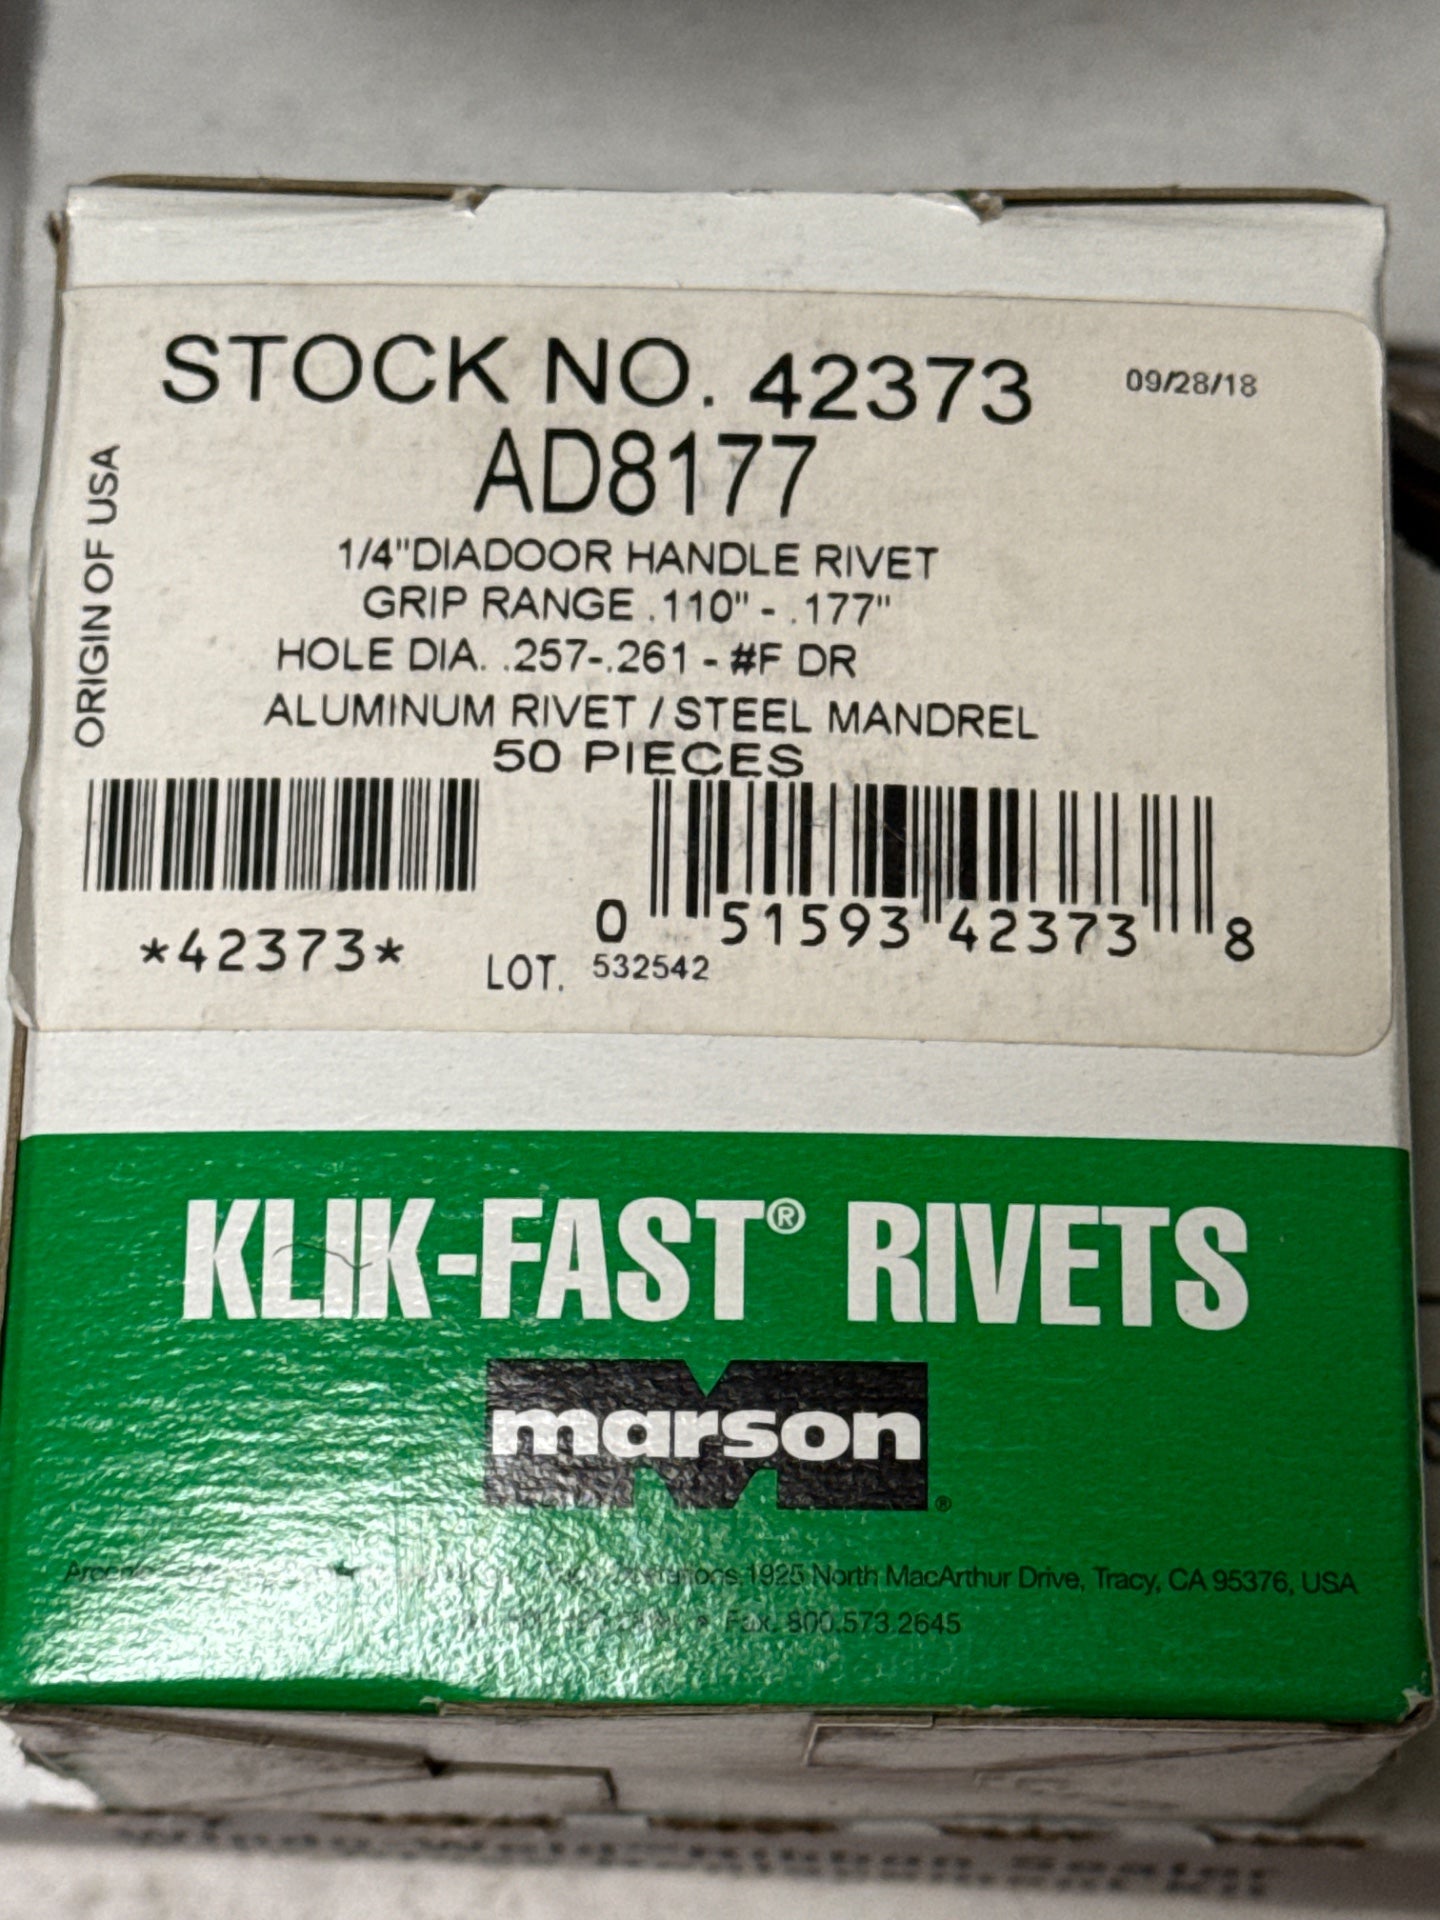 STOCK NO. 42373
09/28/18
AD8177
ORIGIN OF USA
1/4"DIADOOR HANDLE RIVET
GRIP RANGE .110" - .177"
HOLE DIA. .257-.261 - #F DR
ALUMINUM RIVET / STEEL MANDREL
50 PIECES
*42373*
0 51593 42373 8
LOT. 532542
KLIK-FAST® RIVETS
marson®
1925 North MacArthur Drive, Tracy, CA 95376, USA
Fax. 800.573.2645